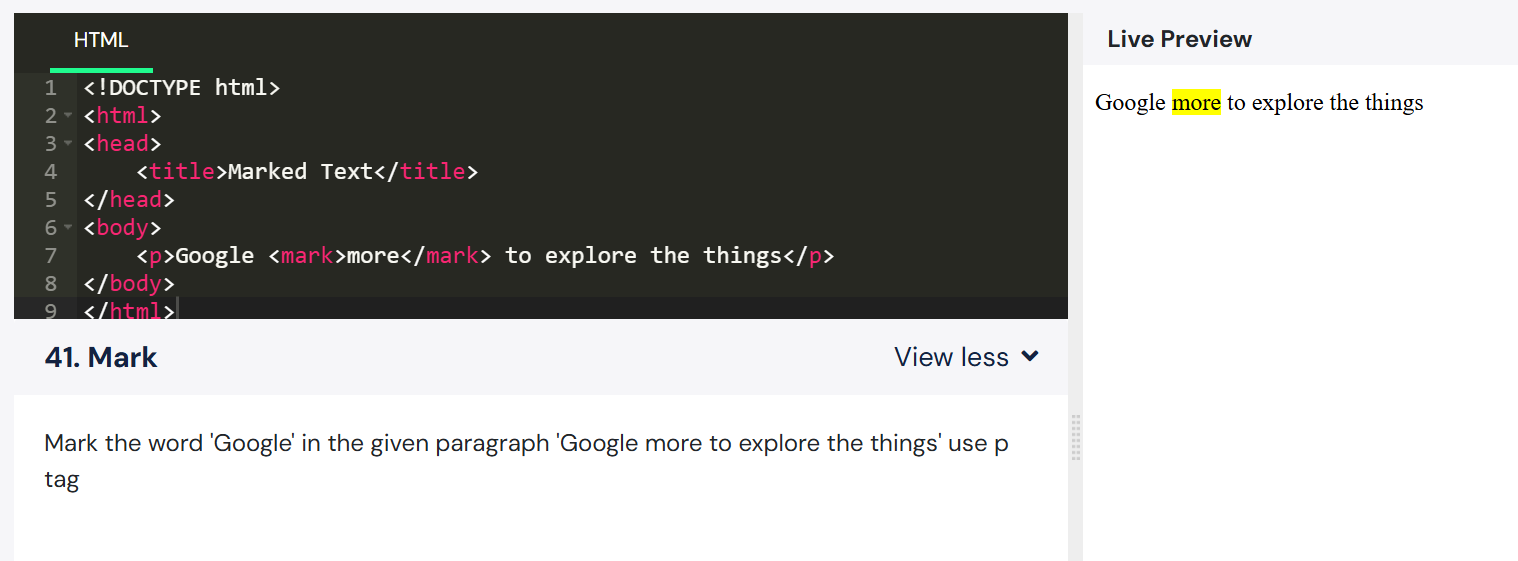 HTML
1 <!DOCTYPE html>
2 <html>
3 <head>
4     <title>Marked Text</title>
5 </head>
6 <body>
7     <p>Google <mark>more</mark> to explore the things</p>
8 </body>
9 </html>
41. Mark
View less
Mark the word 'Google' in the given paragraph 'Google more to explore the things' use p
tag
Live Preview
Google more to explore the things